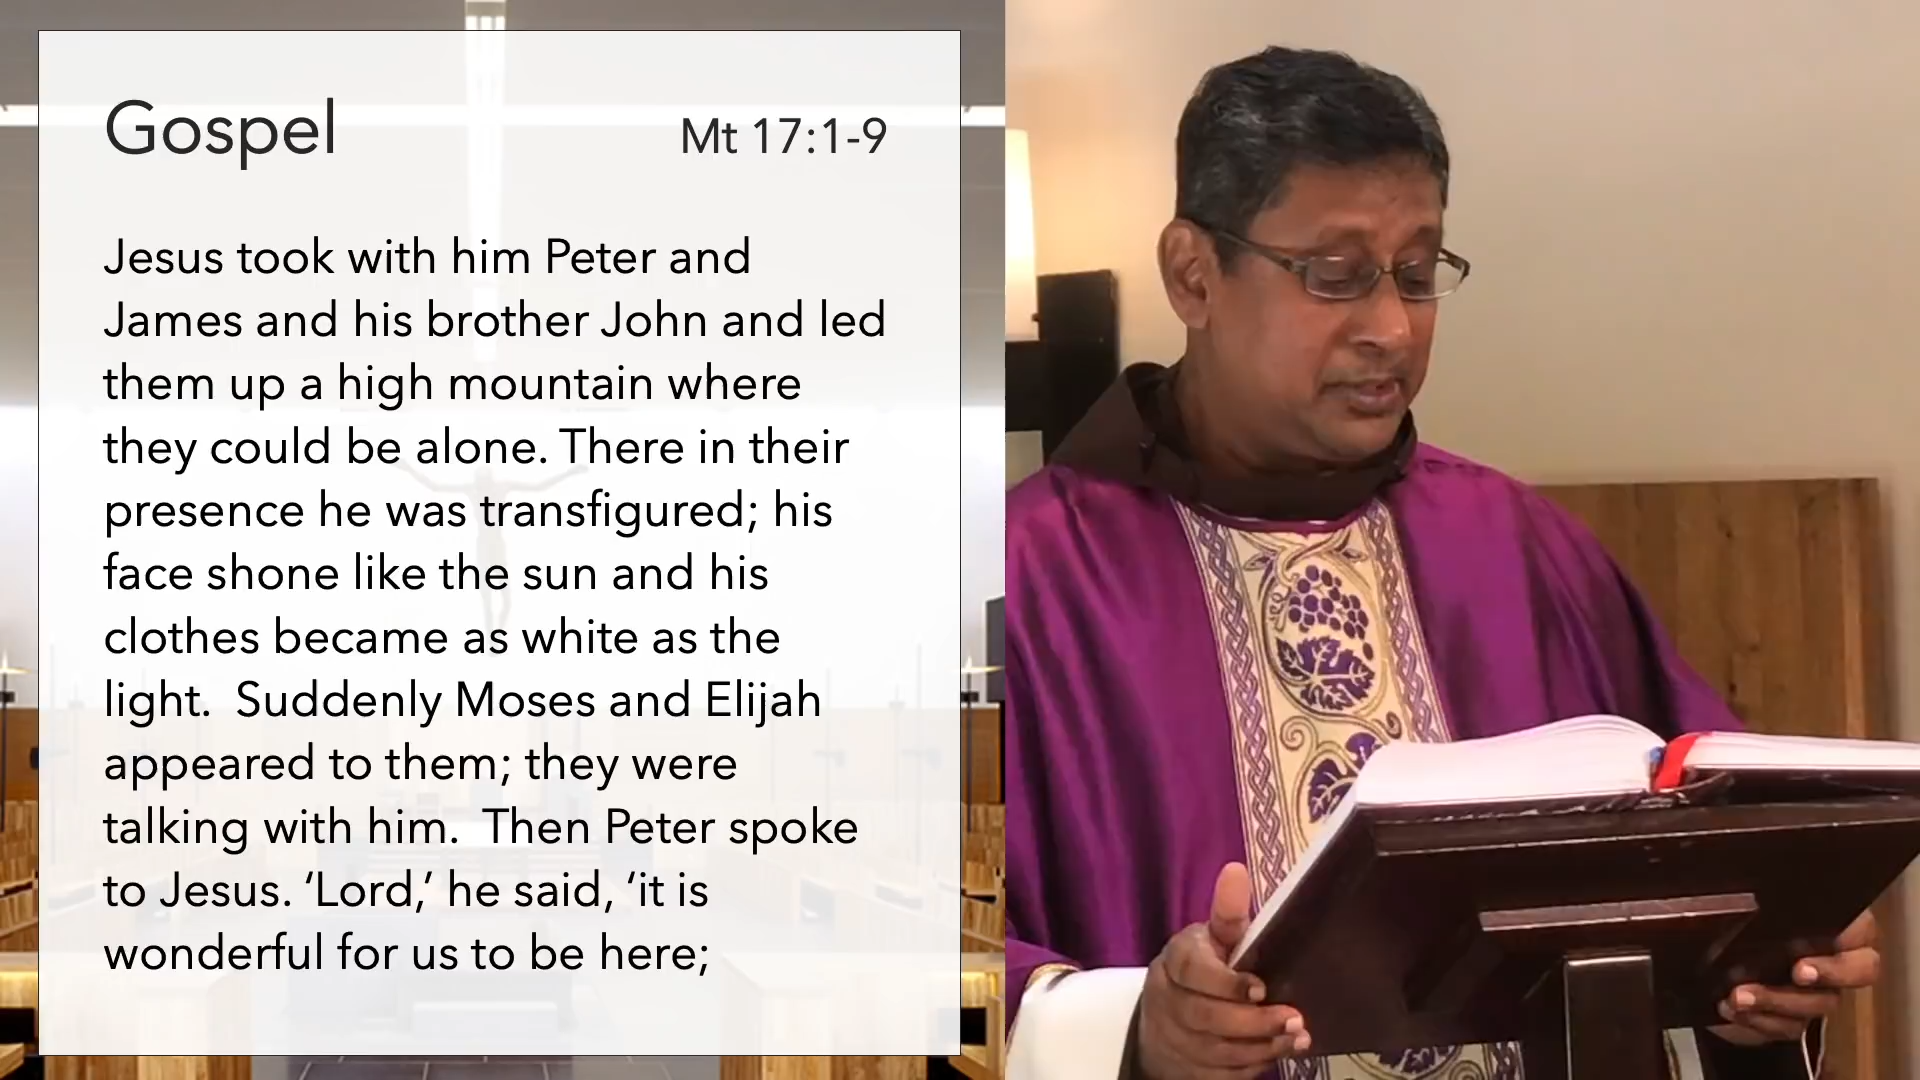 Gospel
Mt 17:1-9
Jesus took with him Peter and
James and his brother John and led
them up a high mountain where
they could be alone. There in their
presence he was transfigured; his
face shone like the sun and his
clothes became as white as the
light.  Suddenly Moses and Elijah
appeared to them; they were
talking with him.  Then Peter spoke
to Jesus. ‘Lord,’ he said, ‘it is
wonderful for us to be here;